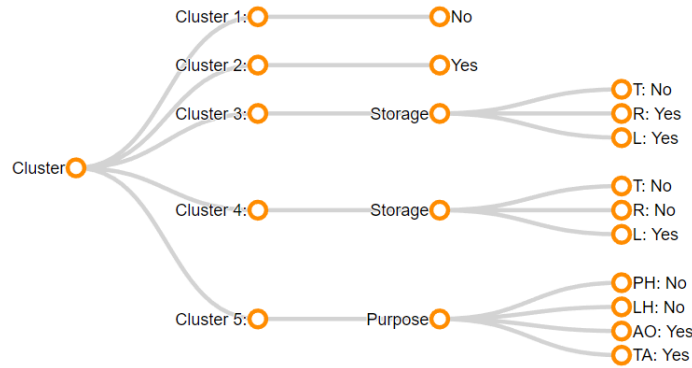 Cluster
Cluster 1:
No
Cluster 2:
Yes
Cluster 3:
Storage
T: No
R: Yes
L: Yes
Cluster 4:
Storage
T: No
R: No
L: Yes
Cluster 5:
Purpose
PH: No
LH: No
AO: Yes
TA: Yes